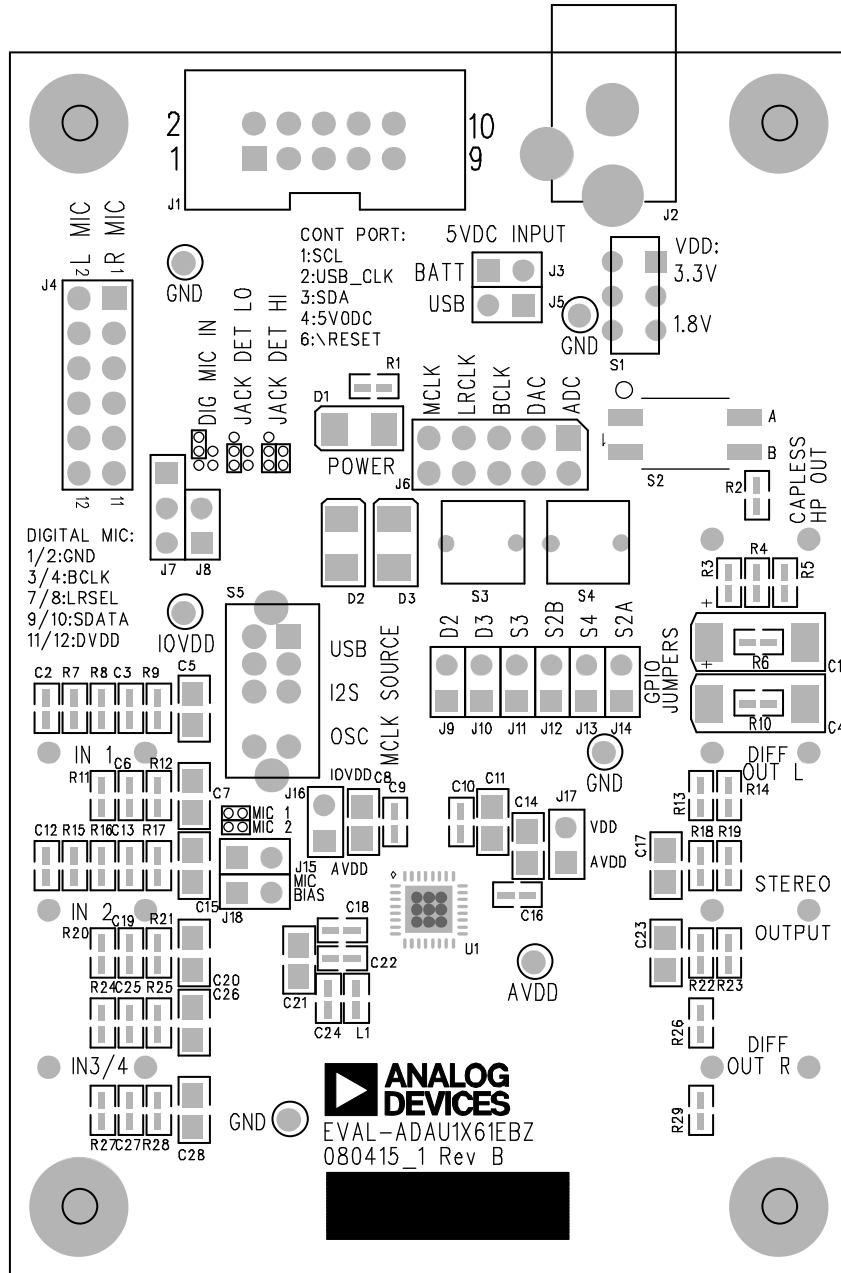 2
10
1
9
J1
J2
L MIC
R MIC
2
1
J4
GND
CONT PORT:
1:SCL
2:USB_CLK
3:SDA
4:5VODC
6:\RESET
5VDC INPUT
BATT
J3
USB
J5
GND
VDD:
3.3V
1.8V
S1
DIG MIC IN
JACK DET LO
JACK DET HI
R1
D1
POWER
MCLK
LRCLK
BCLK
DAC
ADC
J6
A
1
B
S2
R2
CAPLESS
HP OUT
12
11
DIGITAL MIC:
1/2:GND
3/4:BCLK
7/8:LRSEL
9/10:SDATA
11/12:DVDD
J7
J8
IOVDD
D2
D3
S3
S4
R3
R4
R5
+
S5
USB
I2S
OSC
MCLK SOURCE
D2
D3
S3
S2B
S4
S2A
GPIO
JUMPERS
J9
J10
J11
J12
J13
J14
+
R6
C1
R10
C4
C2
R7
R8
C3
R9
C5
IN 1
R11
C6
R12
C7
GND
DIFF
OUT L
R13
R14
J16
IOVDD
C8
C9
AVDD
MIC 1
MIC 2
C10
C11
C14
J17
VDD
AVDD
C12
R15
R16
C13
R17
C15
J15
MIC
BIAS
J18
C16
C17
R18
R19
STEREO
OUTPUT
IN 2
R20
C19
R21
C20
C18
C22
C21
U1
AVDD
C23
R22
R23
R24
C25
R25
C26
C24
L1
R26
IN3/4
DIFF
OUT R
R27
C27
R28
C28
GND
R29
ANALOG
DEVICES
EVAL-ADAU1X61EBZ
080415_1 Rev B